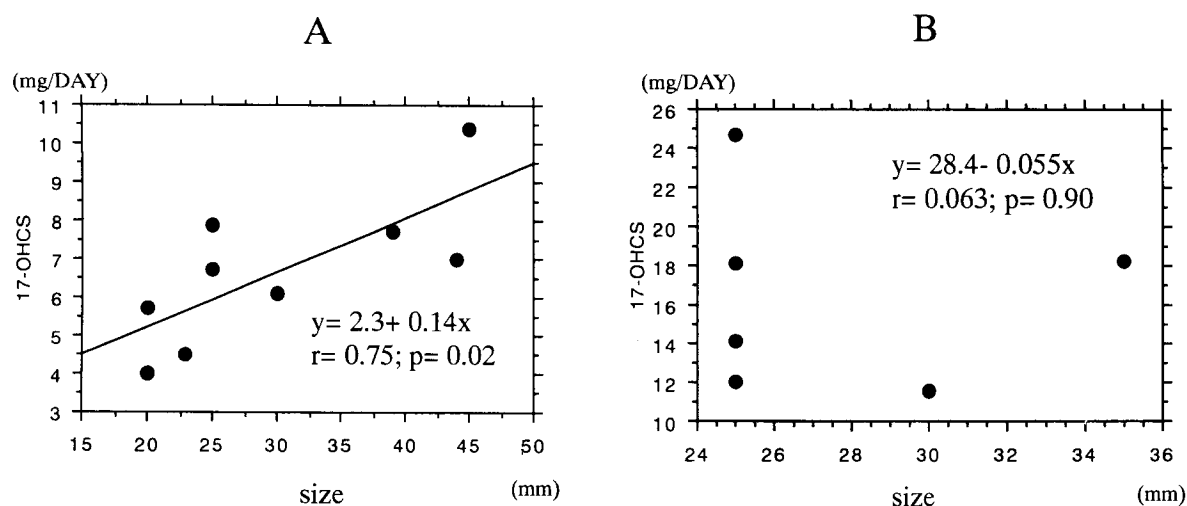 A
(mg/DAY)
17-OHCS
11
10
9
8
7
6
5
4
3
y= 2.3+ 0.14x
r= 0.75; p= 0.02
15 20 25 30 35 40 45 50
size (mm)
B
(mg/DAY)
17-OHCS
26
24
22
20
18
16
14
12
10
y= 28.4- 0.055x
r= 0.063; p= 0.90
24 26 28 30 32 34 36
size (mm)